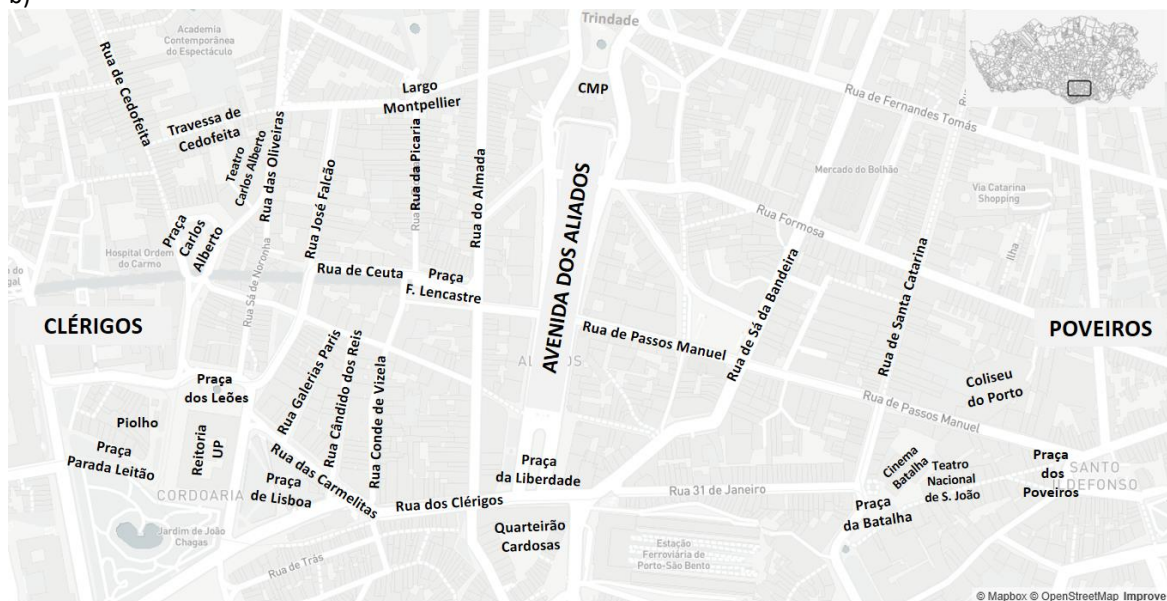 b)
Trindade
Academia
Contemporânea
do Espectáculo
Rua de Cedofeita
Largo
Montpellier
CMP
Rua de Fernandes Tomás
Travessa de
Cedofeita
Teatro
Carlos Alberto
Rua das Oliveiras
Rua José Falcão
Rua da Picaria
Rua do Almada
AVENIDA DOS ALIADOS
Mercado do Bolhão
Via Catarina
Shopping
Rua Formosa
Praça
Carlos
Alberto
Hospital Ordem
do Carmo
Rua Sá de Noronha
Rua de Ceuta
Praça
F. Lencastre
Ilha
Rua de Sá da Bandeira
Rua de Santa Catarina
CLÉRIGOS
POVEIROS
Rua de Passos Manuel
Rua Galerias Paris
Rua Cândido dos Reis
Rua Conde de Vizela
Praça
dos Leões
Coliseu
do Porto
Rua de Passos Manuel
Piolho
Reitoria
UP
Praça
Parada Leitão
Rua das Carmelitas
Praça
de Lisboa
CORDOARIA
Praça
da Liberdade
Rua dos Clérigos
Rua 31 de Janeiro
Cinema
Batalha
Teatro
Nacional
de S. João
Praça
da Batalha
Praça
dos
Poveiros
SANTO
ILDEFONSO
Jardim de João
Chagas
Quarteirão
Cardosas
Estação
Ferroviária de
Porto-São Bento
Rua de Trás
© Mapbox © OpenStreetMap Improve